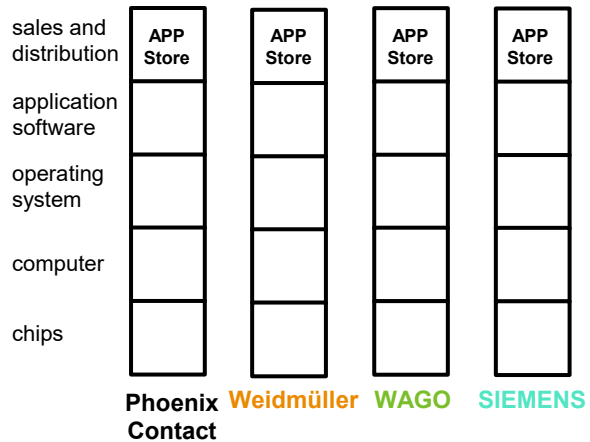 sales and
distribution
APP
Store
APP
Store
APP
Store
APP
Store
application
software
operating
system
computer
chips
Phoenix
Contact
Weidmüller
WAGO
SIEMENS